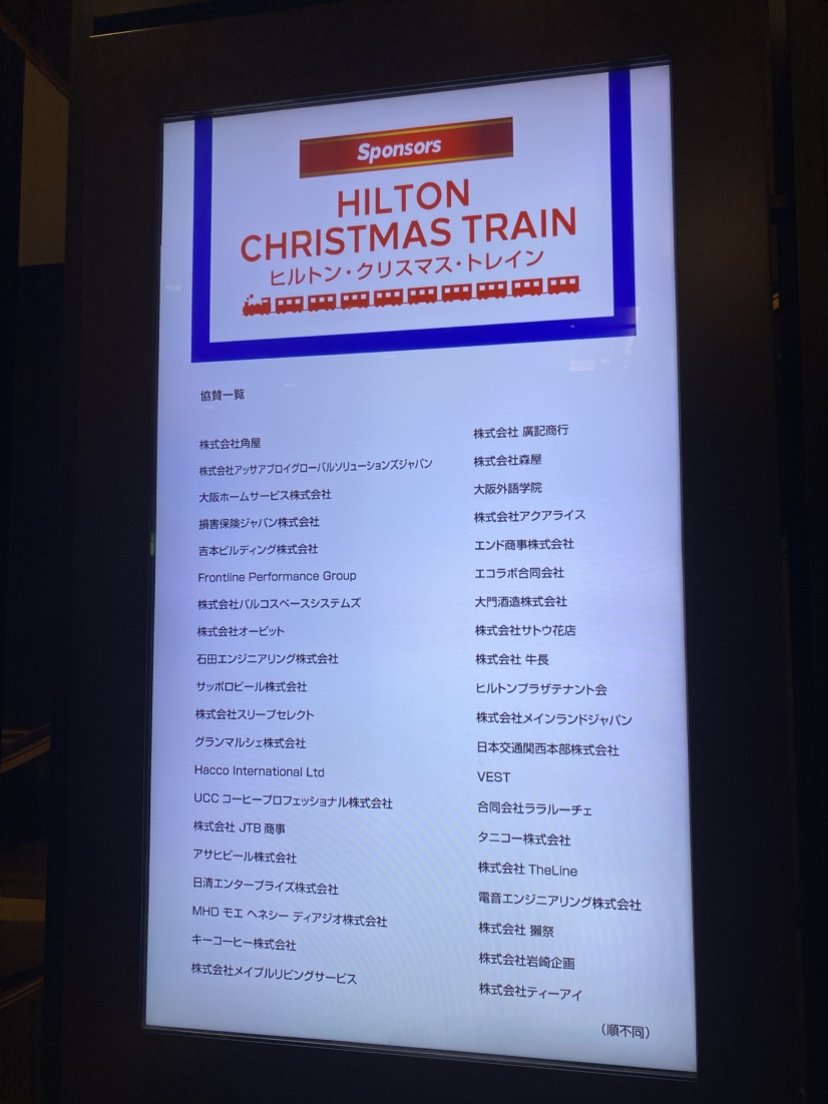 Sponsors
HILTON
CHRISTMAS TRAIN
ヒルトン・クリスマス・トレイン
協賛一覧
株式会社角屋
株式会社アッサアブロイグローバルソリューションズジャパン
大阪ホームサービス株式会社
損害保険ジャパン株式会社
吉本ビルディング株式会社
Frontline Performance Group
株式会社パルコスペースシステムズ
株式会社オービット
石田エンジニアリング株式会社
サッポロビール株式会社
株式会社スリープセレクト
グランマルシェ株式会社
Hacco International Ltd
UCC コーヒープロフェッショナル株式会社
株式会社 JTB 商事
アサヒビール株式会社
日清エンタープライズ株式会社
MHD モエ ヘネシー ディアジオ株式会社
キーコーヒー株式会社
株式会社メイプルリビングサービス
株式会社 廣記商行
株式会社森屋
大阪外語学院
株式会社アクアライス
エンド商事株式会社
エコラボ合同会社
大門酒造株式会社
株式会社サトウ花店
株式会社 牛長
ヒルトンプラザテナント会
株式会社メインランドジャパン
日本交通関西本部株式会社
VEST
合同会社ララルーチェ
タニコー株式会社
株式会社 TheLine
電音エンジニアリング株式会社
株式会社 獺祭
株式会社岩崎企画
株式会社ティーアイ
（順不同）